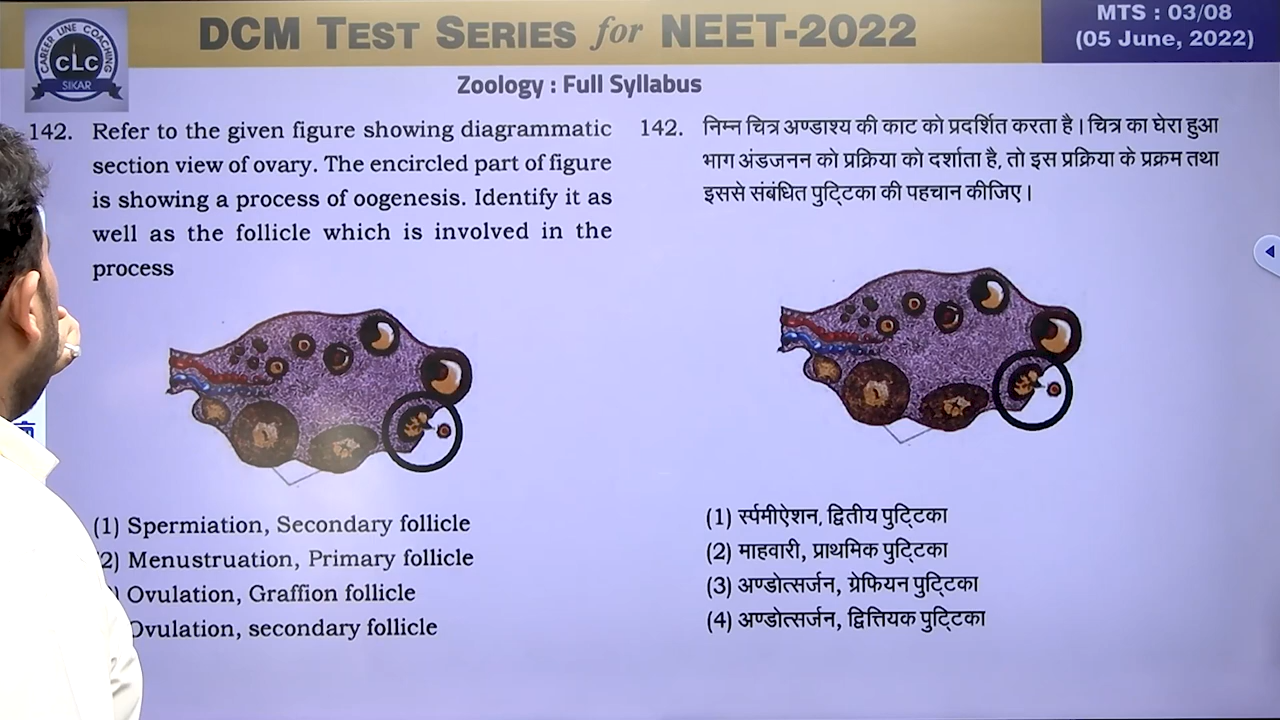 DCM TEST SERIES for NEET-2022
MTS : 03/08
(05 June, 2022)
CAREER LINE COACHING
CLC
SIKAR
Zoology : Full Syllabus
142. Refer to the given figure showing diagrammatic
section view of ovary. The encircled part of figure
is showing a process of oogenesis. Identify it as
well as the follicle which is involved in the
process
(1) Spermiation, Secondary follicle
2) Menustruation, Primary follicle
) Ovulation, Graffion follicle
Ovulation, secondary follicle
142. निम्न चित्र अण्डाश्य की काट को प्रदर्शित करता है। चित्र का घेरा हुआ
भाग अंडजनन को प्रक्रिया को दर्शाता है, तो इस प्रक्रिया के प्रक्रम तथा
इससे संबंधित पुटि्टका की पहचान कीजिए।
(1) र्स्पमीऐशन, द्वितीय पुटि्टका
(2) माहवारी, प्राथमिक पुटि्टका
(3) अण्डोत्सर्जन, ग्रेफियन पुटि्टका
(4) अण्डोत्सर्जन, द्वित्तियक पुटि्टका